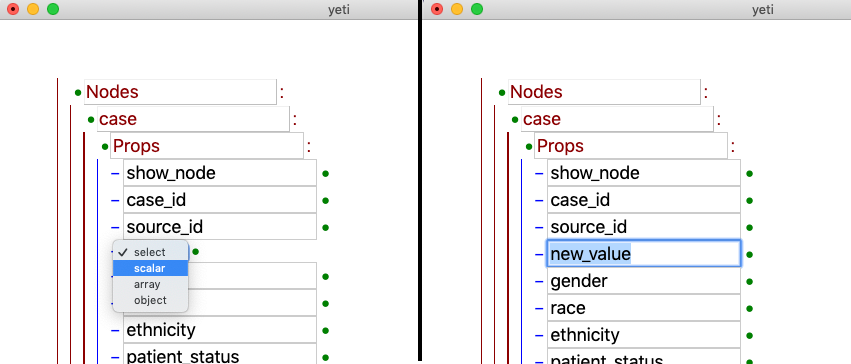 yeti
Nodes :
case :
Props :
– show_node
– case_id
– source_id
✓ select
scalar
array
object
– ethnicity
– patient_status
yeti
Nodes :
case :
Props :
– show_node
– case_id
– source_id
– new_value
– gender
– race
– ethnicity
– patient_status